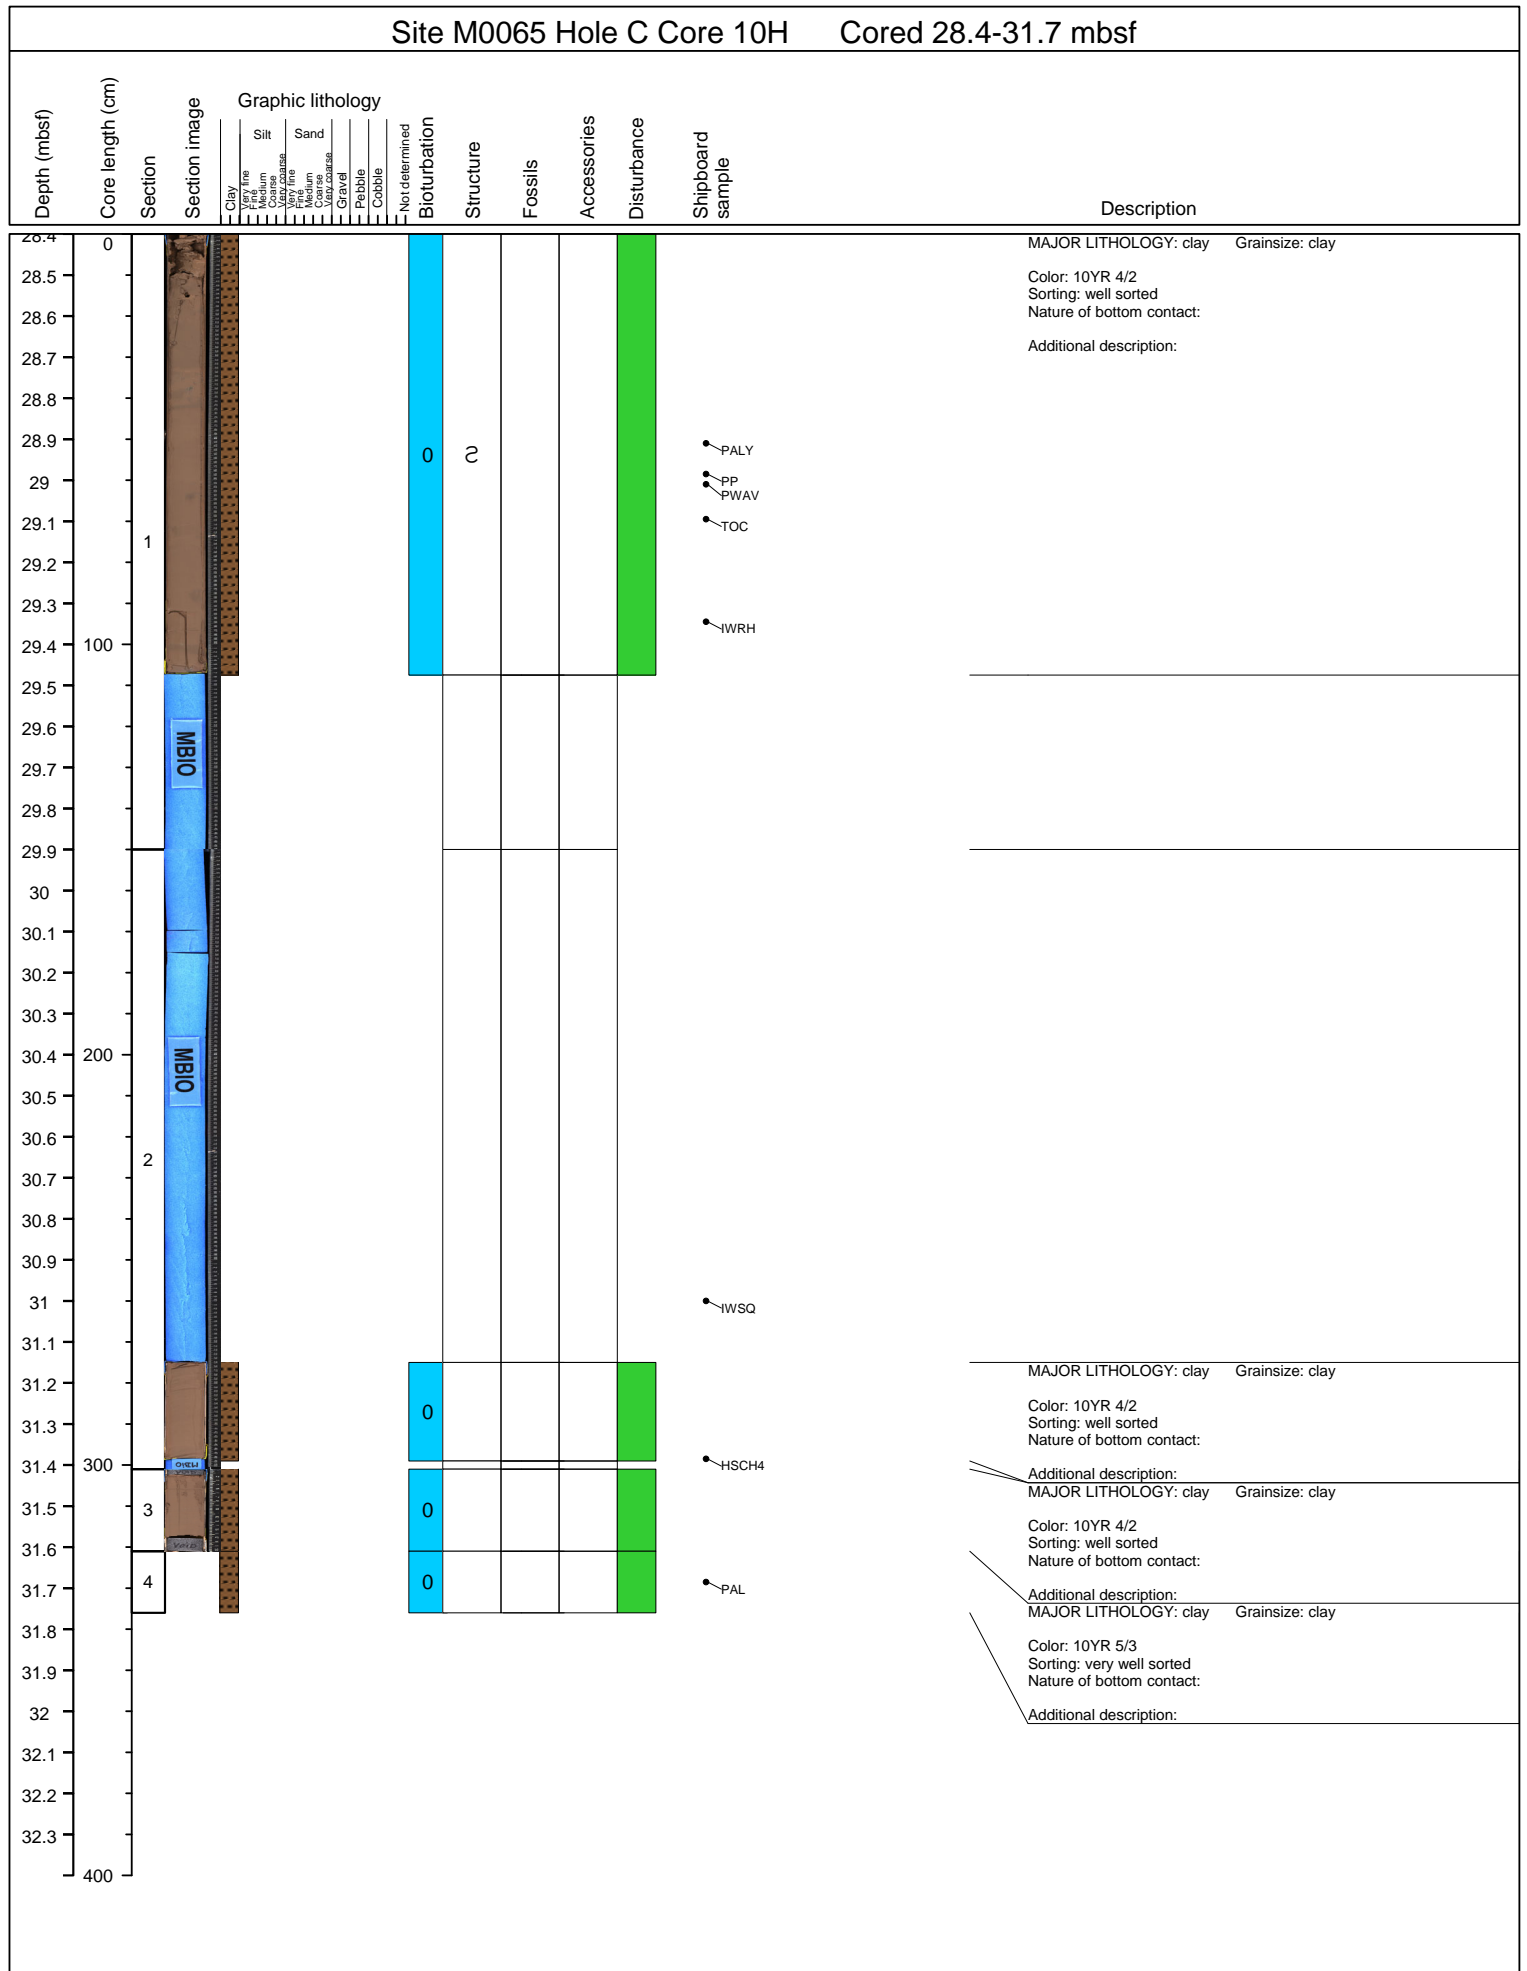 Site M0065 Hole C Core 10H Cored 28.4-31.7 mbsf
Depth (mbsf)
Core length (cm)
Section
Section image
Graphic lithology
Clay
Silt
Very fine
Fine
Medium
Coarse
Very coarse
Sand
Very fine
Fine
Medium
Coarse
Very coarse
Gravel
Pebble
Cobble
Not determined
Bioturbation
Structure
Fossils
Accessories
Disturbance
Shipboard
sample
Description
28.4
28.5
28.6
28.7
28.8
28.9
29
29.1
29.2
29.3
29.4
29.5
29.6
29.7
29.8
29.9
30
30.1
30.2
30.3
30.4
30.5
30.6
30.7
30.8
30.9
31
31.1
31.2
31.3
31.4
31.5
31.6
31.7
31.8
31.9
32
32.1
32.2
32.3
0
100
200
300
400
1
2
3
4
MBIO
MBIO
MBIO
VOID
0
0
0
0
PALY
PP
PWAV
TOC
IWRH
IWSQ
HSCH4
PAL
MAJOR LITHOLOGY: clay Grainsize: clay
Color: 10YR 4/2
Sorting: well sorted
Nature of bottom contact:
Additional description:
MAJOR LITHOLOGY: clay Grainsize: clay
Color: 10YR 4/2
Sorting: well sorted
Nature of bottom contact:
Additional description:
MAJOR LITHOLOGY: clay Grainsize: clay
Color: 10YR 4/2
Sorting: well sorted
Nature of bottom contact:
Additional description:
MAJOR LITHOLOGY: clay Grainsize: clay
Color: 10YR 5/3
Sorting: very well sorted
Nature of bottom contact:
Additional description: